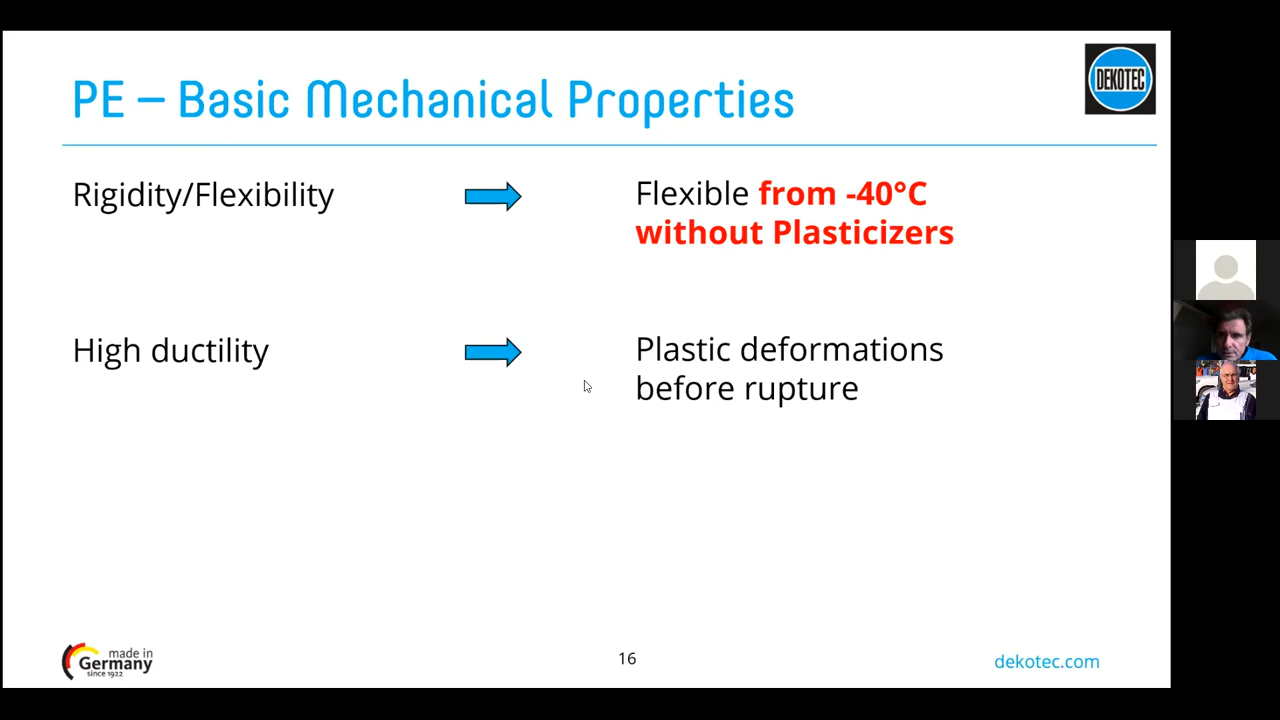 PE – Basic Mechanical Properties
DEKOTEC
Rigidity/Flexibility
Flexible from -40°C
without Plasticizers
High ductility
Plastic deformations
before rupture
made in
Germany
since 1922
16
dekotec.com